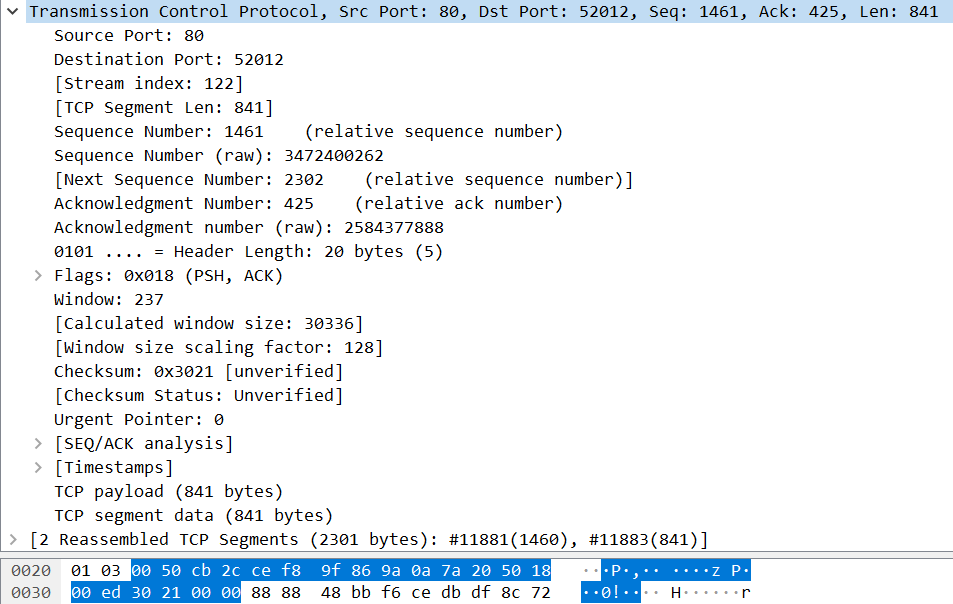 Transmission Control Protocol, Src Port: 80, Dst Port: 52012, Seq: 1461, Ack: 425, Len: 841
Source Port: 80
Destination Port: 52012
[Stream index: 122]
[TCP Segment Len: 841]
Sequence Number: 1461    (relative sequence number)
Sequence Number (raw): 3472400262
[Next Sequence Number: 2302    (relative sequence number)]
Acknowledgment Number: 425    (relative ack number)
Acknowledgment number (raw): 2584377888
0101 .... = Header Length: 20 bytes (5)
Flags: 0x018 (PSH, ACK)
Window: 237
[Calculated window size: 30336]
[Window size scaling factor: 128]
Checksum: 0x3021 [unverified]
[Checksum Status: Unverified]
Urgent Pointer: 0
[SEQ/ACK analysis]
[Timestamps]
TCP payload (841 bytes)
TCP segment data (841 bytes)
[2 Reassembled TCP Segments (2301 bytes): #11881(1460), #11883(841)]
0020  01 03 00 50 cb 2c ce f8  9f 86 9a 0a 7a 20 50 18  ···P·,·· ····z P·
0030  00 ed 30 21 00 00 88 88  48 bb f6 ce db df 8c 72  ··0!···· H······r